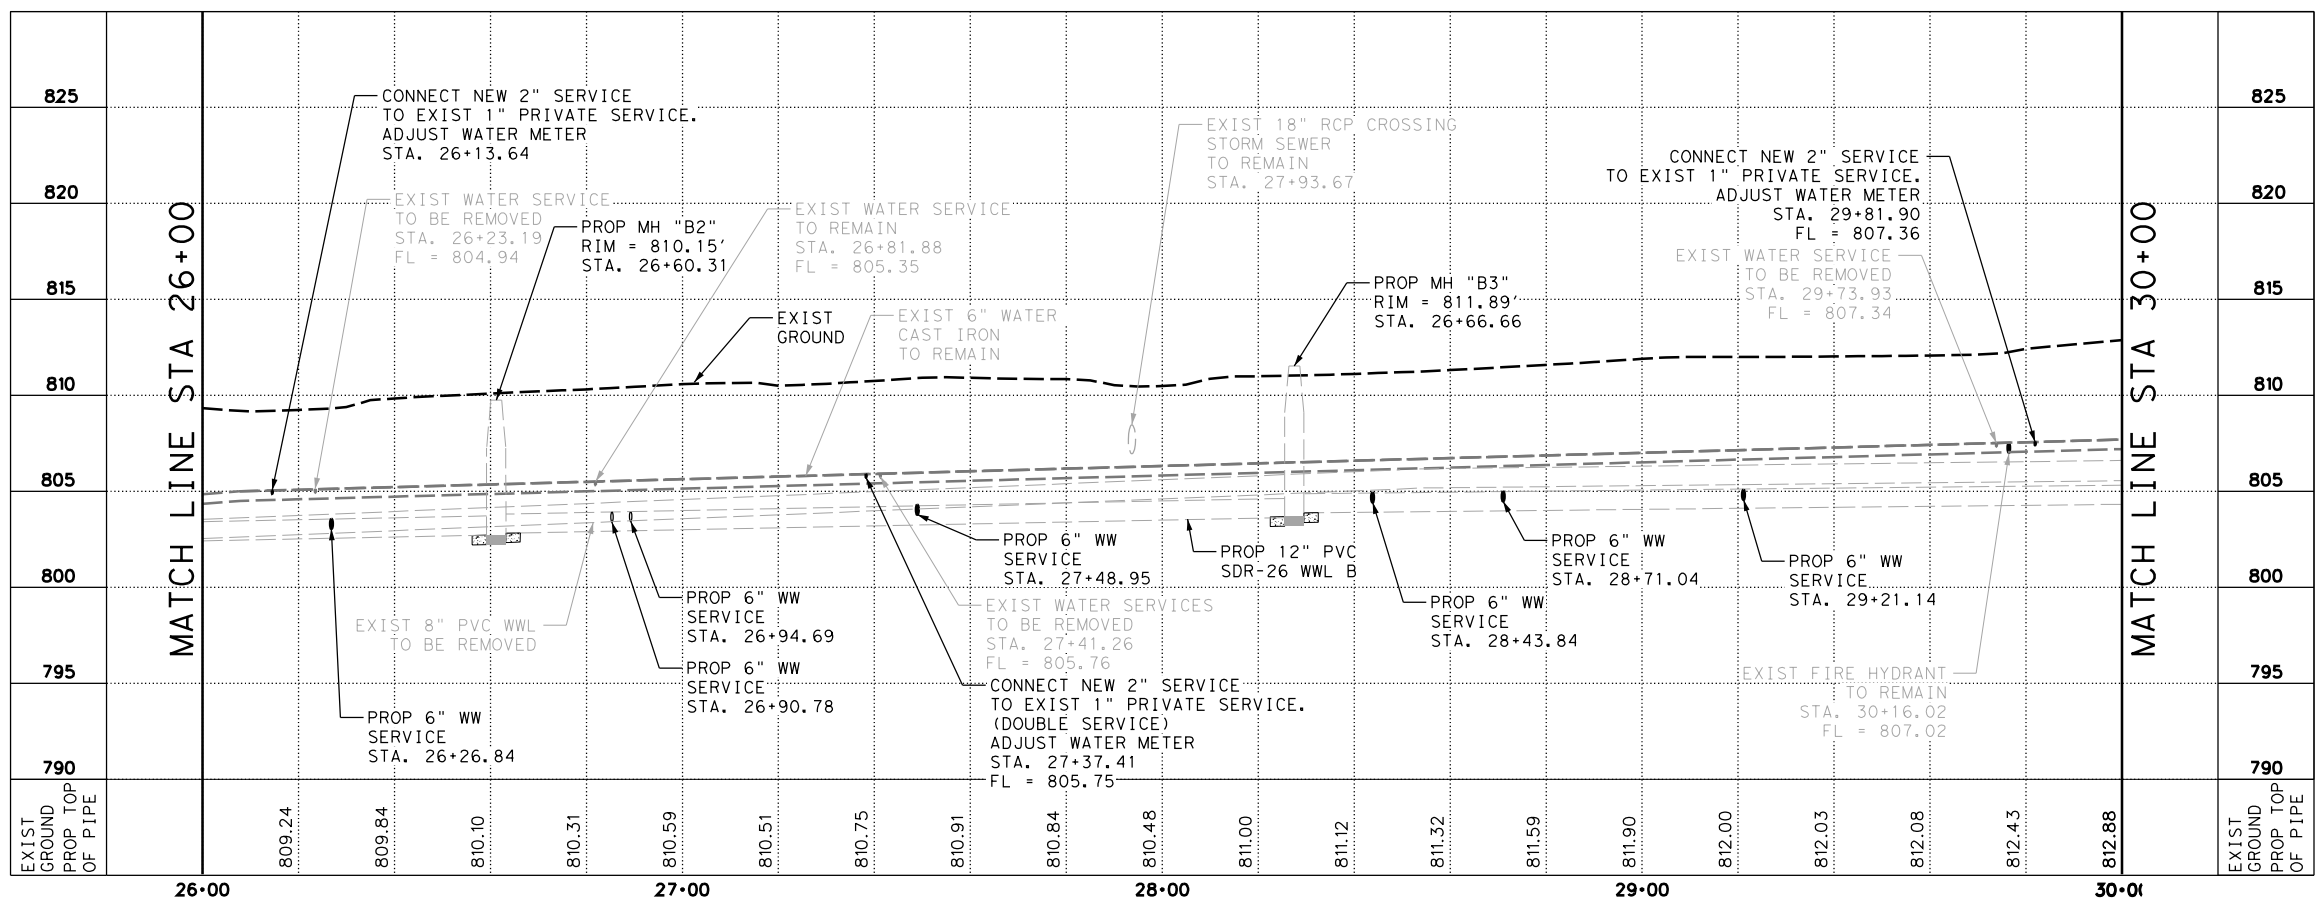 825
820
815
810
805
800
795
790
EXIST
GROUND
PROP TOP
OF PIPE
MATCH LINE STA 26+00
CONNECT NEW 2" SERVICE
TO EXIST 1" PRIVATE SERVICE.
ADJUST WATER METER
STA. 26+13.64
EXIST WATER SERVICE
TO BE REMOVED
STA. 26+23.19
FL = 804.94
PROP MH "B2"
RIM = 810.15'
STA. 26+60.31
EXIST WATER SERVICE
TO REMAIN
STA. 26+81.88
FL = 805.35
EXIST
GROUND
EXIST 6" WATER
CAST IRON
TO REMAIN
EXIST 18" RCP CROSSING
STORM SEWER
TO REMAIN
STA. 27+93.67
PROP MH "B3"
RIM = 811.89'
STA. 26+66.66
CONNECT NEW 2" SERVICE
TO EXIST 1" PRIVATE SERVICE.
ADJUST WATER METER
STA. 29+81.90
FL = 807.36
EXIST WATER SERVICE
TO BE REMOVED
STA. 29+73.93
FL = 807.34
PROP 6" WW
SERVICE
STA. 26+26.84
EXIST 8" PVC WWL
TO BE REMOVED
PROP 6" WW
SERVICE
STA. 26+94.69
PROP 6" WW
SERVICE
STA. 26+90.78
PROP 6" WW
SERVICE
STA. 27+48.95
EXIST WATER SERVICES
TO BE REMOVED
STA. 27+41.26
FL = 805.76
CONNECT NEW 2" SERVICE
TO EXIST 1" PRIVATE SERVICE.
(DOUBLE SERVICE)
ADJUST WATER METER
STA. 27+37.41
FL = 805.75
PROP 12" PVC
SDR-26 WWL B
PROP 6" WW
SERVICE
STA. 28+43.84
PROP 6" WW
SERVICE
STA. 28+71.04
PROP 6" WW
SERVICE
STA. 29+21.14
EXIST FIRE HYDRANT
TO REMAIN
STA. 30+16.02
FL = 807.02
MATCH LINE STA 30+00
825
820
815
810
805
800
795
790
EXIST
GROUND
PROP TOP
OF PIPE
809.24
809.84
810.10
810.31
810.59
810.51
810.75
810.91
810.84
810.48
811.00
811.12
811.32
811.59
811.90
812.00
812.03
812.08
812.43
812.88
26+00
27+00
28+00
29+00
30+0